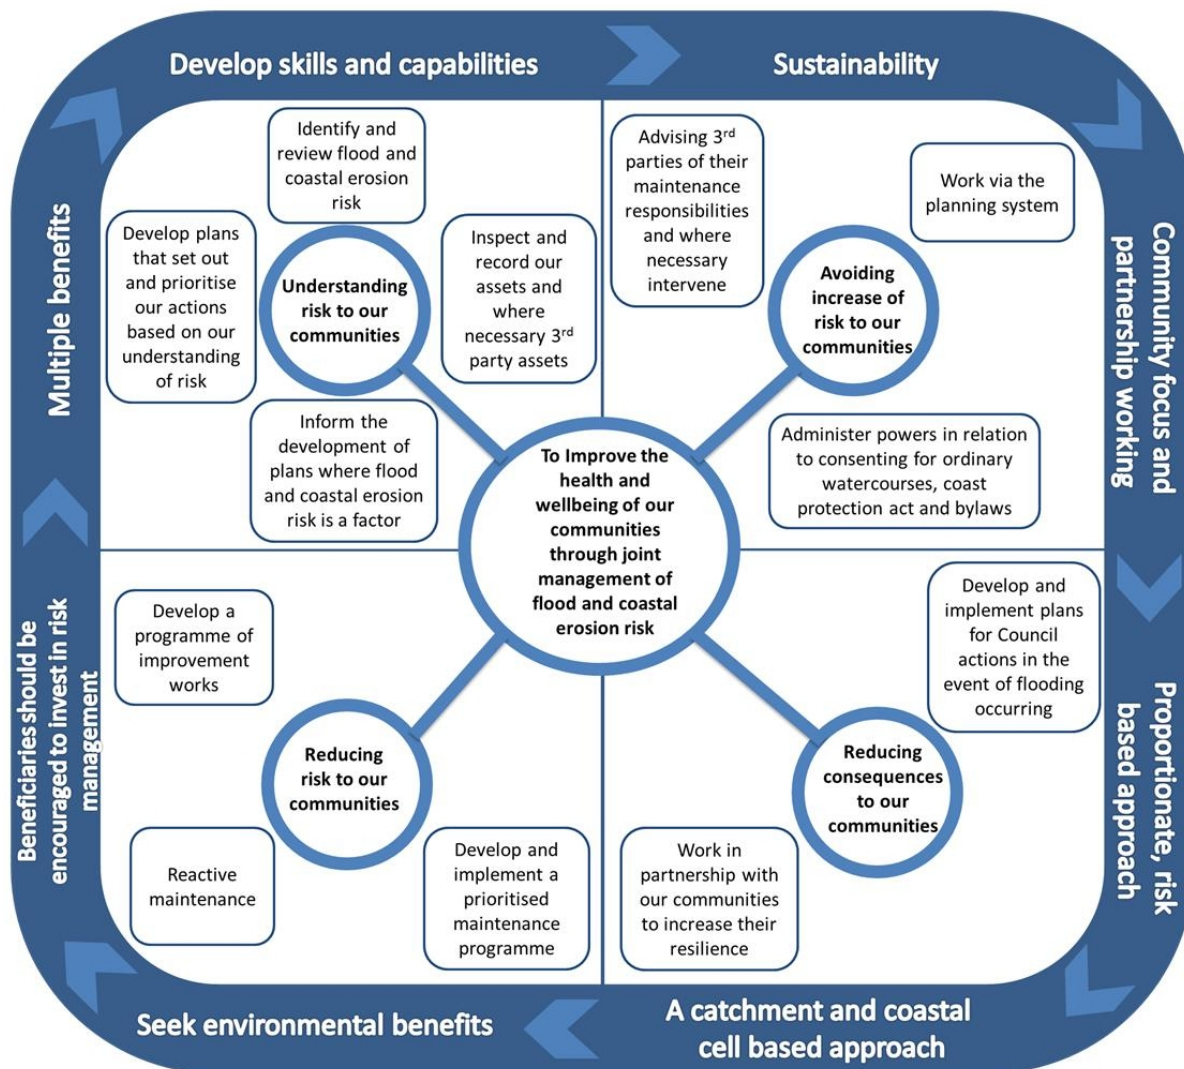 Develop skills and capabilities
Sustainability
Community focus and
partnership working
Proportionate, risk
based approach
A catchment and coastal
cell based approach
Seek environmental benefits
Beneficiaries should be
encouraged to invest in risk
management
Multiple benefits
Identify and
review flood and
coastal erosion
risk
Develop plans
that set out
and prioritise
our actions
based on our
understanding
of risk
Understanding
risk to our
communities
Inspect and
record our
assets and
where
necessary 3rd
party assets
Inform the
development of
plans where flood
and coastal erosion
risk is a factor
Advising 3rd
parties of their
maintenance
responsibilities
and where
necessary
intervene
Work via the
planning system
Avoiding
increase of
risk to our
communities
Administer powers in relation
to consenting for ordinary
watercourses, coast
protection act and bylaws
To Improve the
health and
wellbeing of our
communities
through joint
management of
flood and coastal
erosion risk
Develop a
programme of
improvement
works
Reducing
risk to our
communities
Reactive
maintenance
Develop and
implement a
prioritised
maintenance
programme
Develop and
implement plans
for Council
actions in the
event of flooding
occurring
Reducing
consequences
to our
communities
Work in
partnership with
our communities
to increase their
resilience